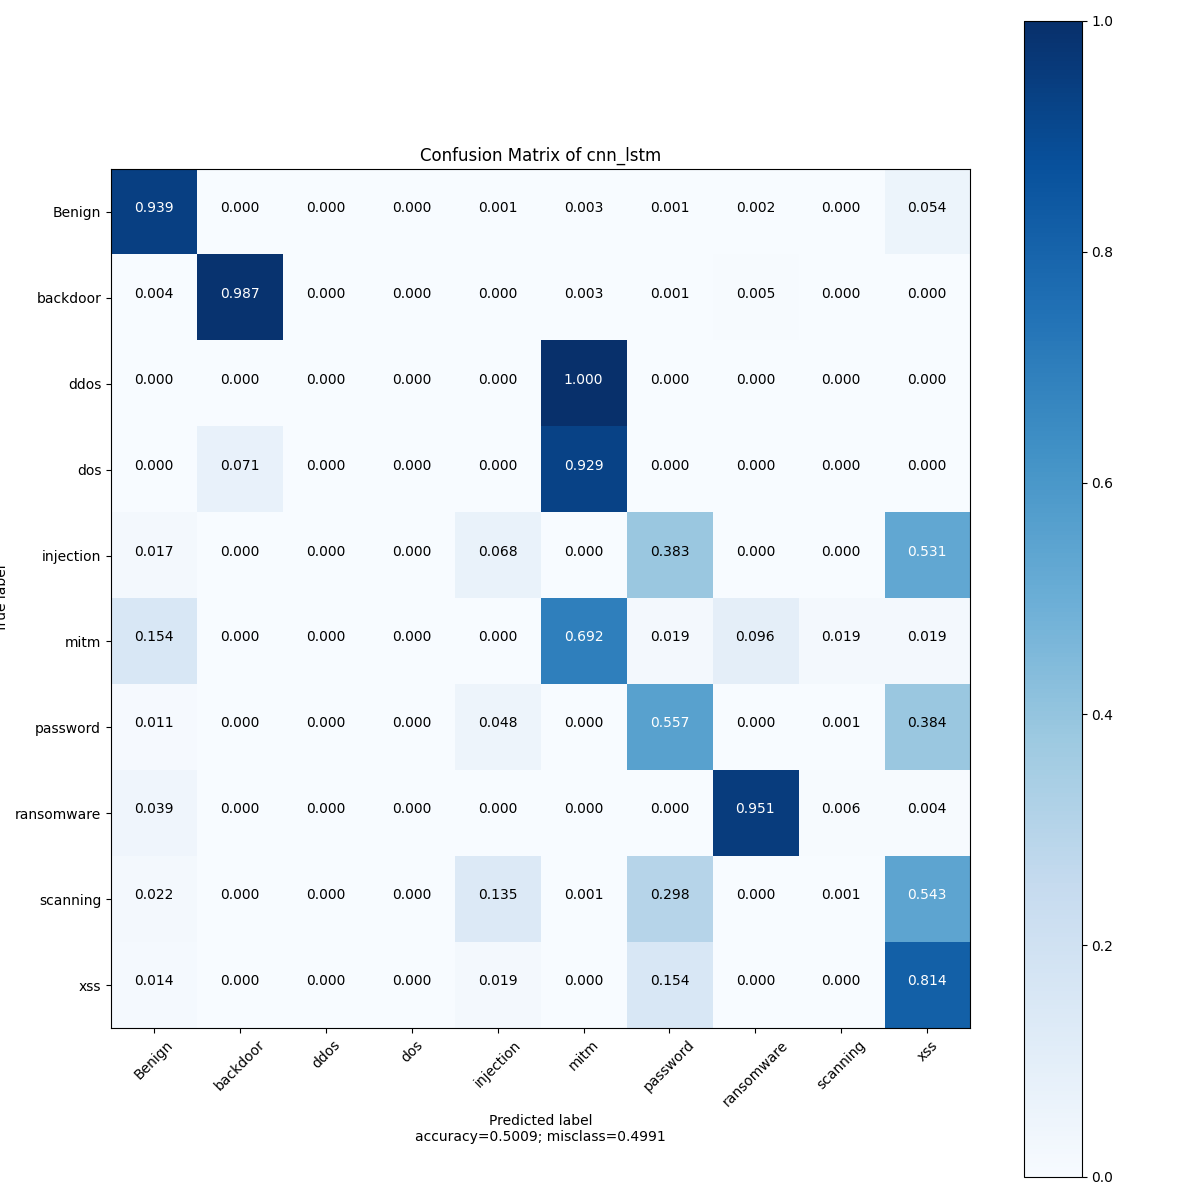 Confusion Matrix of cnn_lstm
1.0
0.8
0.6
0.4
0.2
0.0
Benign 0.939 0.000 0.000 0.000 0.001 0.003 0.001 0.002 0.000 0.054
backdoor 0.004 0.987 0.000 0.000 0.000 0.003 0.001 0.005 0.000 0.000
ddos 0.000 0.000 0.000 0.000 0.000 1.000 0.000 0.000 0.000 0.000
dos 0.000 0.071 0.000 0.000 0.000 0.929 0.000 0.000 0.000 0.000
injection 0.017 0.000 0.000 0.000 0.068 0.000 0.383 0.000 0.000 0.531
mitm 0.154 0.000 0.000 0.000 0.000 0.692 0.019 0.096 0.019 0.019
password 0.011 0.000 0.000 0.000 0.048 0.000 0.557 0.000 0.001 0.384
ransomware 0.039 0.000 0.000 0.000 0.000 0.000 0.000 0.951 0.006 0.004
scanning 0.022 0.000 0.000 0.000 0.135 0.001 0.298 0.000 0.001 0.543
xss 0.014 0.000 0.000 0.000 0.019 0.000 0.154 0.000 0.000 0.814
Benign backdoor ddos dos injection mitm password ransomware scanning xss
Predicted label
accuracy=0.5009; misclass=0.4991